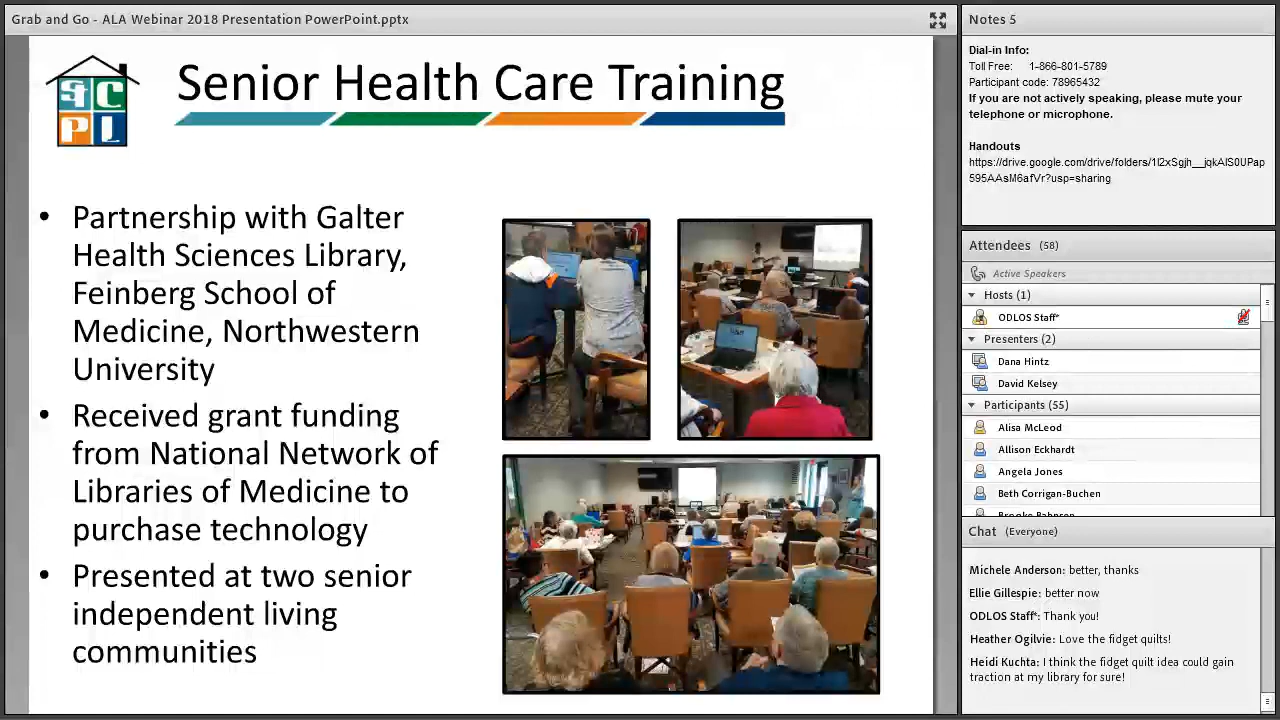 Grab and Go - ALA Webinar 2018 Presentation PowerPoint.pptx
SCPL
Senior Health Care Training
• Partnership with Galter
Health Sciences Library,
Feinberg School of
Medicine, Northwestern
University
• Received grant funding
from National Network of
Libraries of Medicine to
purchase technology
• Presented at two senior
independent living
communities
Notes 5
Dial-in Info:
Toll Free: 1-866-801-5789
Participant code: 78965432
If you are not actively speaking, please mute your
telephone or microphone.
Handouts
https://drive.google.com/drive/folders/1I2xSgjh__jqkAlS0UPap
595AAsM6afVr?usp=sharing
Attendees (58)
Active Speakers
Hosts (1)
ODLOS Staff*
Presenters (2)
Dana Hintz
David Kelsey
Participants (55)
Alisa McLeod
Allison Eckhardt
Angela Jones
Beth Corrigan-Buchen
Chat (Everyone)
Michele Anderson: better, thanks
Ellie Gillespie: better now
ODLOS Staff*: Thank you!
Heather Ogilvie: Love the fidget quilts!
Heidi Kuchta: I think the fidget quilt idea could gain
traction at my library for sure!